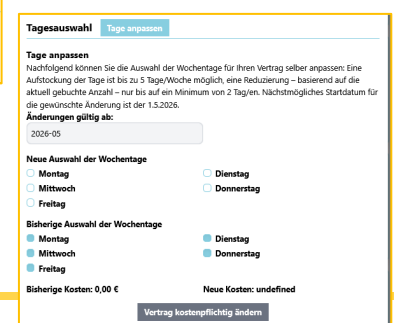 Tagesauswahl Tage anpassen
Tage anpassen
Nachfolgend können Sie die Auswahl der Wochentage für Ihren Vertrag selber anpassen: Eine
Aufstockung der Tage ist bis zu 5 Tage/Woche möglich, eine Reduzierung – basierend auf die
aktuell gebuchte Anzahl – nur bis auf ein Minimum von 2 Tag/en. Nächstmögliches Startdatum für
die gewünschte Änderung ist der 1.5.2026.
Änderungen gültig ab:
2026-05
Neue Auswahl der Wochentage
Montag Dienstag
Mittwoch Donnerstag
Freitag
Bisherige Auswahl der Wochentage
Montag Dienstag
Mittwoch Donnerstag
Freitag
Bisherige Kosten: 0,00 € Neue Kosten: undefined
Vertrag kostenpflichtig ändern